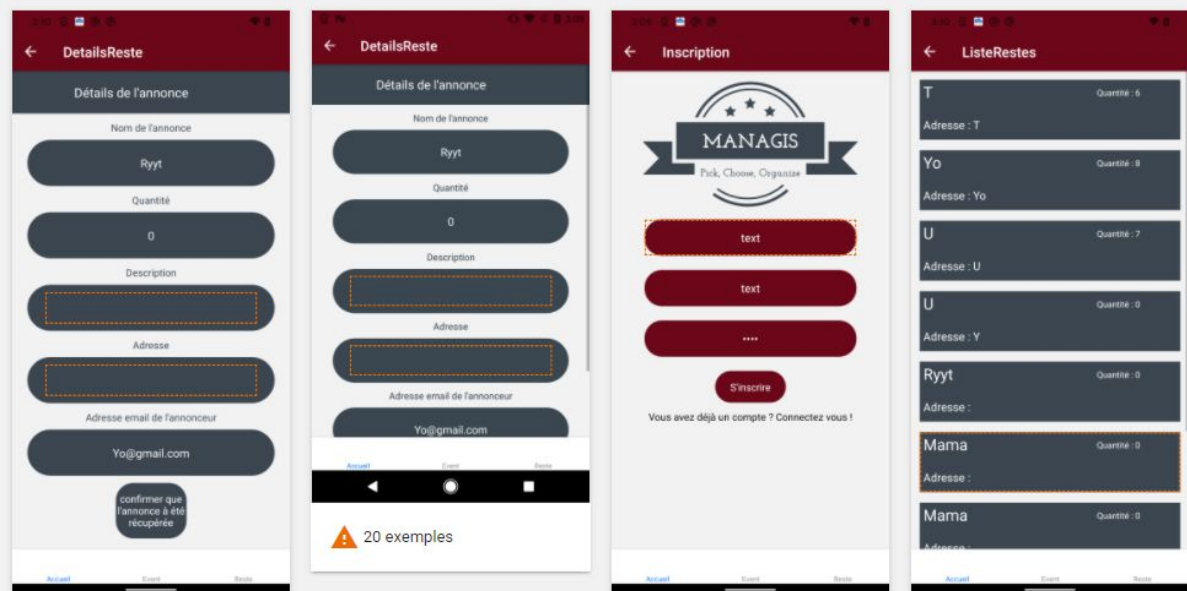 3:10
DetailsReste
Détails de l'annonce
Nom de l'annonce
Ryyt
Quantité
0
Description
Adresse
Adresse email de l'annonceur
Yo@gmail.com
confirmer que
l'annonce à été
récupérée
Accueil Event Reste
DetailsReste
Détails de l'annonce
Nom de l'annonce
Ryyt
Quantité
0
Description
Adresse
Adresse email de l'annonceur
Yo@gmail.com
Accueil Event Reste
20 exemples
Inscription
MANAGIS
Pick, Choose, Organize
text
text
S'inscrire
Vous avez déjà un compte ? Connectez vous !
Accueil Event Reste
3:10
ListeRestes
T Quantité : 6
Adresse : T
Yo Quantité : 8
Adresse : Yo
U Quantité : 7
Adresse : U
U Quantité : 0
Adresse : Y
Ryyt Quantité : 0
Adresse :
Mama Quantité : 0
Adresse :
Mama Quantité : 0
Adresse :
Accueil Event Reste